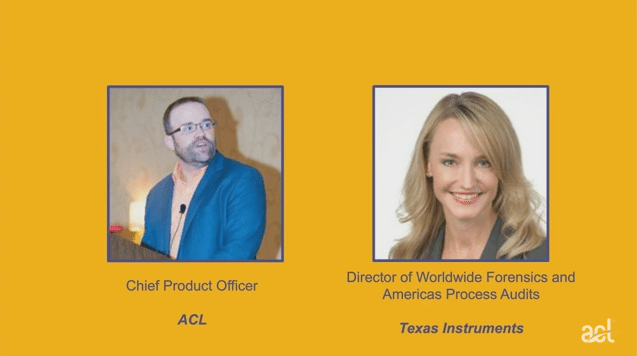 Chief Product Officer
ACL
Director of Worldwide Forensics and
Americas Process Audits
Texas Instruments
acl